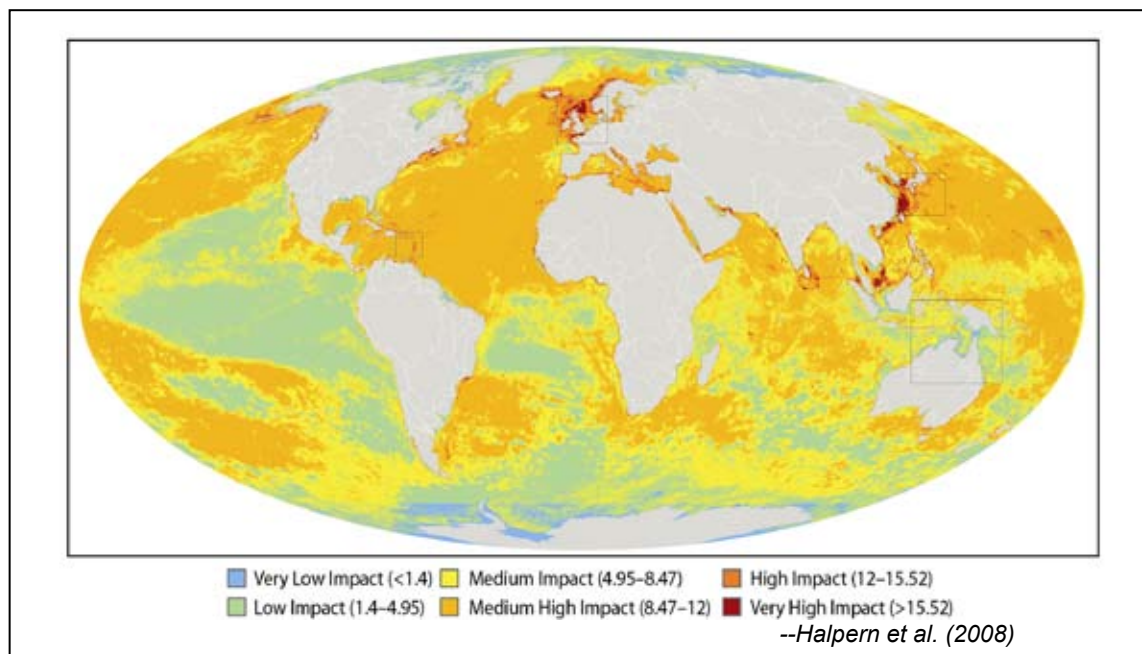 Very Low Impact (<1.4) Medium Impact (4.95–8.47) High Impact (12–15.52)
Low Impact (1.4–4.95) Medium High Impact (8.47–12) Very High Impact (>15.52)
--Halpern et al. (2008)